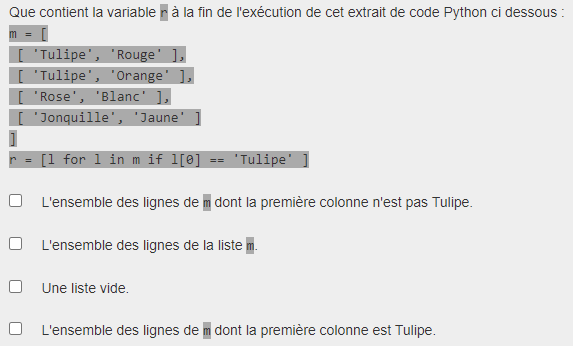 Que contient la variable r à la fin de l'exécution de cet extrait de code Python ci dessous :
m = [
[ 'Tulipe', 'Rouge' ],
[ 'Tulipe', 'Orange' ],
[ 'Rose', 'Blanc' ],
[ 'Jonquille', 'Jaune' ]
]
r = [l for l in m if l[0] == 'Tulipe' ]
L'ensemble des lignes de m dont la première colonne n'est pas Tulipe.
L'ensemble des lignes de la liste m.
Une liste vide.
L'ensemble des lignes de m dont la première colonne est Tulipe.